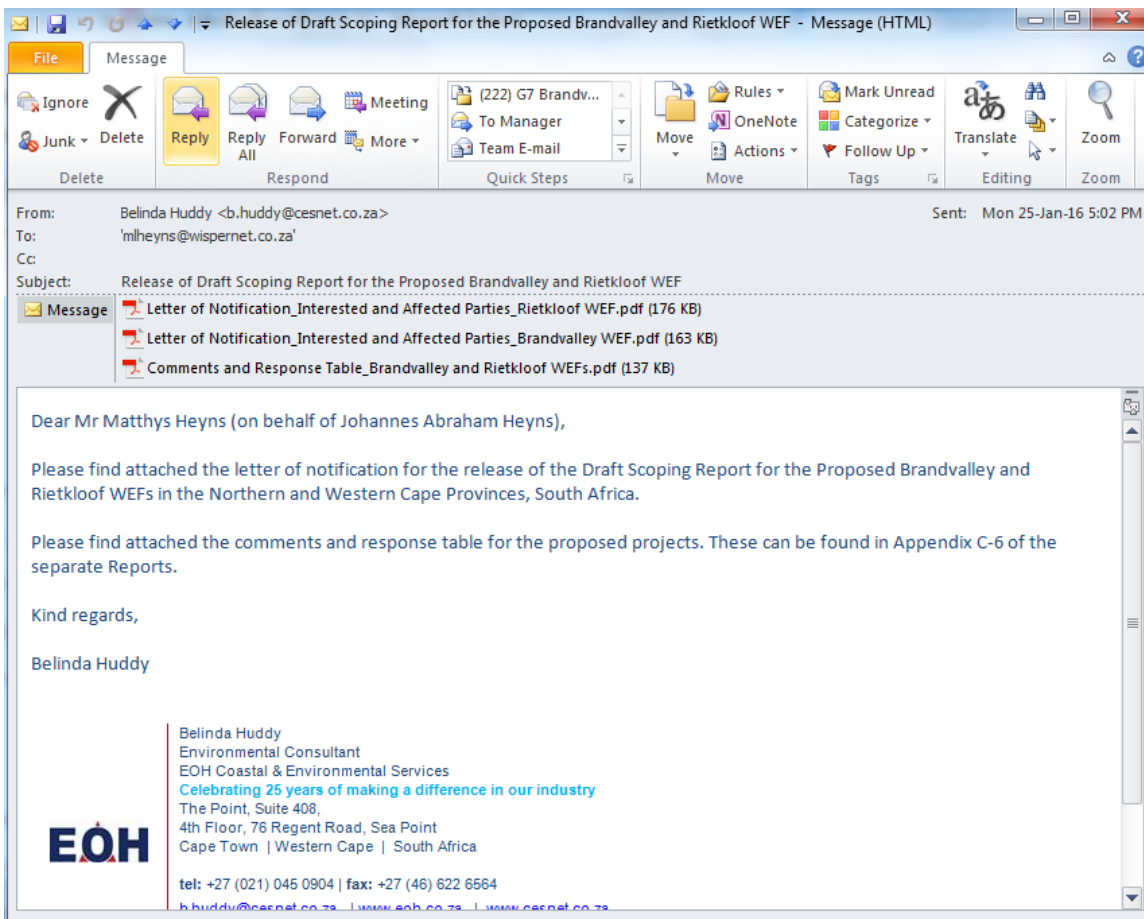 Release of Draft Scoping Report for the Proposed Brandvalley and Rietkloof WEF - Message (HTML)
File Message
Ignore
Junk
Delete
Delete
Reply
Reply All
Forward
Meeting
More
Respond
(222) G7 Brandv...
To Manager
Team E-mail
Quick Steps
Move
Rules
OneNote
Actions
Move
Mark Unread
Categorize
Follow Up
Tags
Translate
Editing
Zoom
Zoom
From: Belinda Huddy <b.huddy@cesnet.co.za> Sent: Mon 25-Jan-16 5:02 PM
To: 'mlheyns@wispernet.co.za'
Cc:
Subject: Release of Draft Scoping Report for the Proposed Brandvalley and Rietkloof WEF
Message
Letter of Notification_Interested and Affected Parties_Rietkloof WEF.pdf (176 KB)
Letter of Notification_Interested and Affected Parties_Brandvalley WEF.pdf (163 KB)
Comments and Response Table_Brandvalley and Rietkloof WEFs.pdf (137 KB)
Dear Mr Matthys Heyns (on behalf of Johannes Abraham Heyns),
Please find attached the letter of notification for the release of the Draft Scoping Report for the Proposed Brandvalley and
Rietkloof WEFs in the Northern and Western Cape Provinces, South Africa.
Please find attached the comments and response table for the proposed projects. These can be found in Appendix C-6 of the
separate Reports.
Kind regards,
Belinda Huddy
EOH
Belinda Huddy
Environmental Consultant
EOH Coastal & Environmental Services
Celebrating 25 years of making a difference in our industry
The Point, Suite 408,
4th Floor, 76 Regent Road, Sea Point
Cape Town | Western Cape | South Africa
tel: +27 (021) 045 0904 | fax: +27 (46) 622 6564
b.huddy@cesnet.co.za | www.eoh.co.za | www.cesnet.co.za